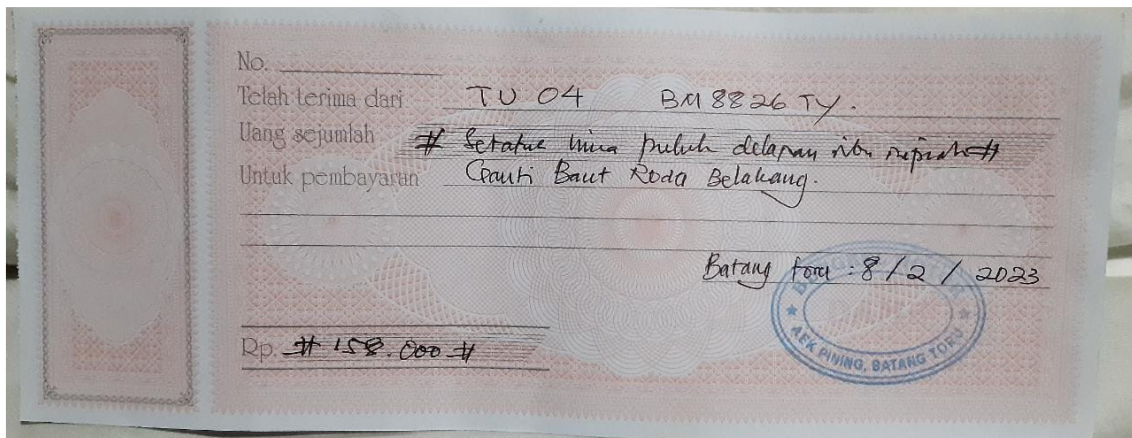 No.
Telah terima dari TU 04 BM 8826 TY.
Uang sejumlah # Seratus lima puluh delapan ribu rupiah #
Untuk pembayaran Ganti Baut Roda Belakang.
Batang toru : 8 / 2 / 2023
AEK PINING, BATANG TORU
Rp. # 158.000 #